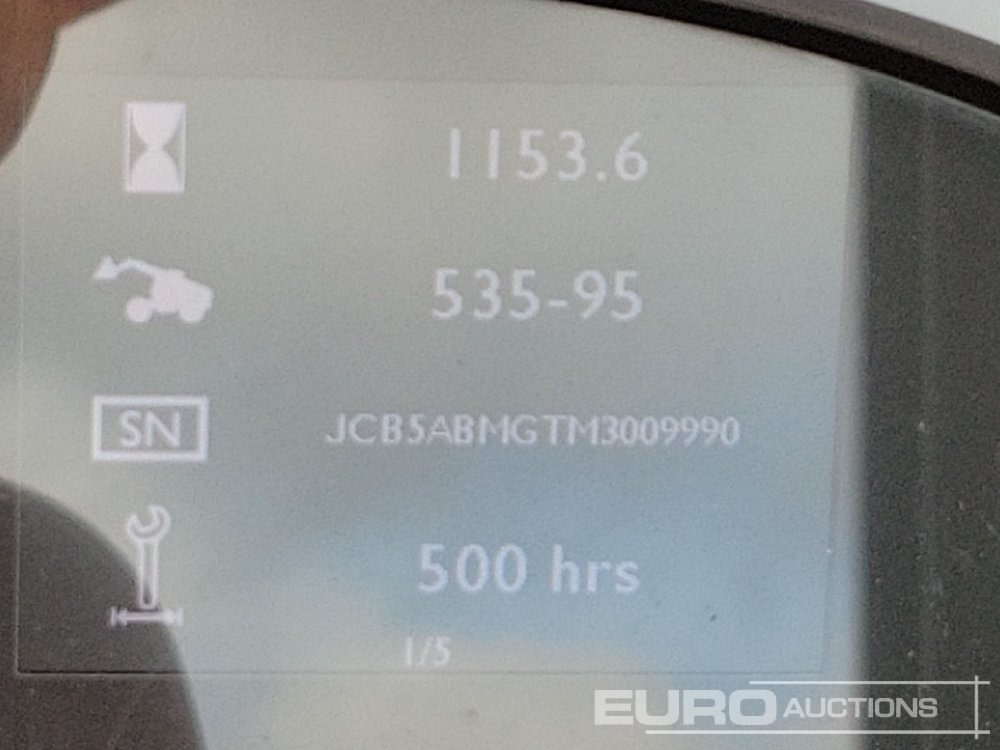 1153.6
535-95
SN JCB5ABMGTM3009990
500 hrs
1/5
EURO AUCTIONS